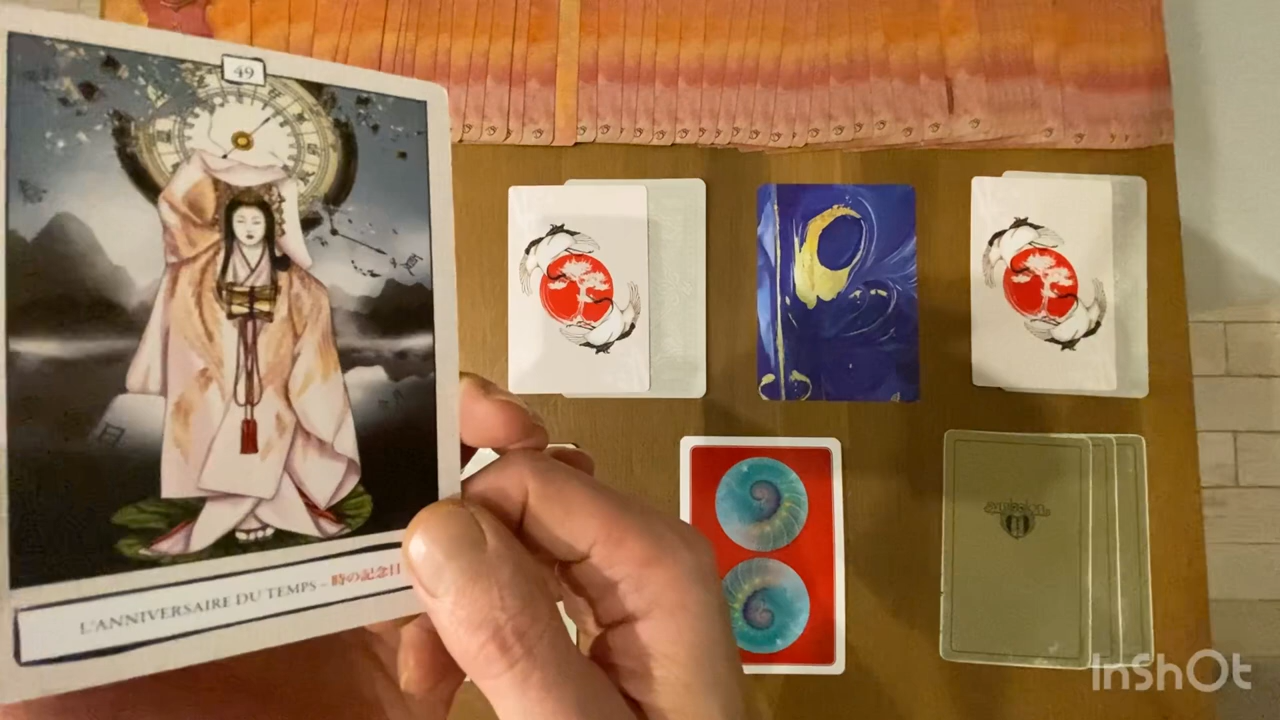 49
L'ANNIVERSAIRE DU TEMPS – 時の記念日
InShOt